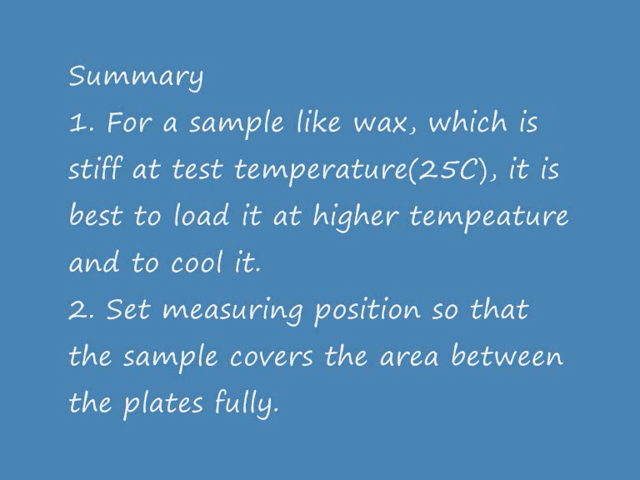 Summary
1. For a sample like wax, which is
stiff at test temperature(25C), it is
best to load it at higher tempeature
and to cool it.
2. Set measuring position so that
the sample covers the area between
the plates fully.